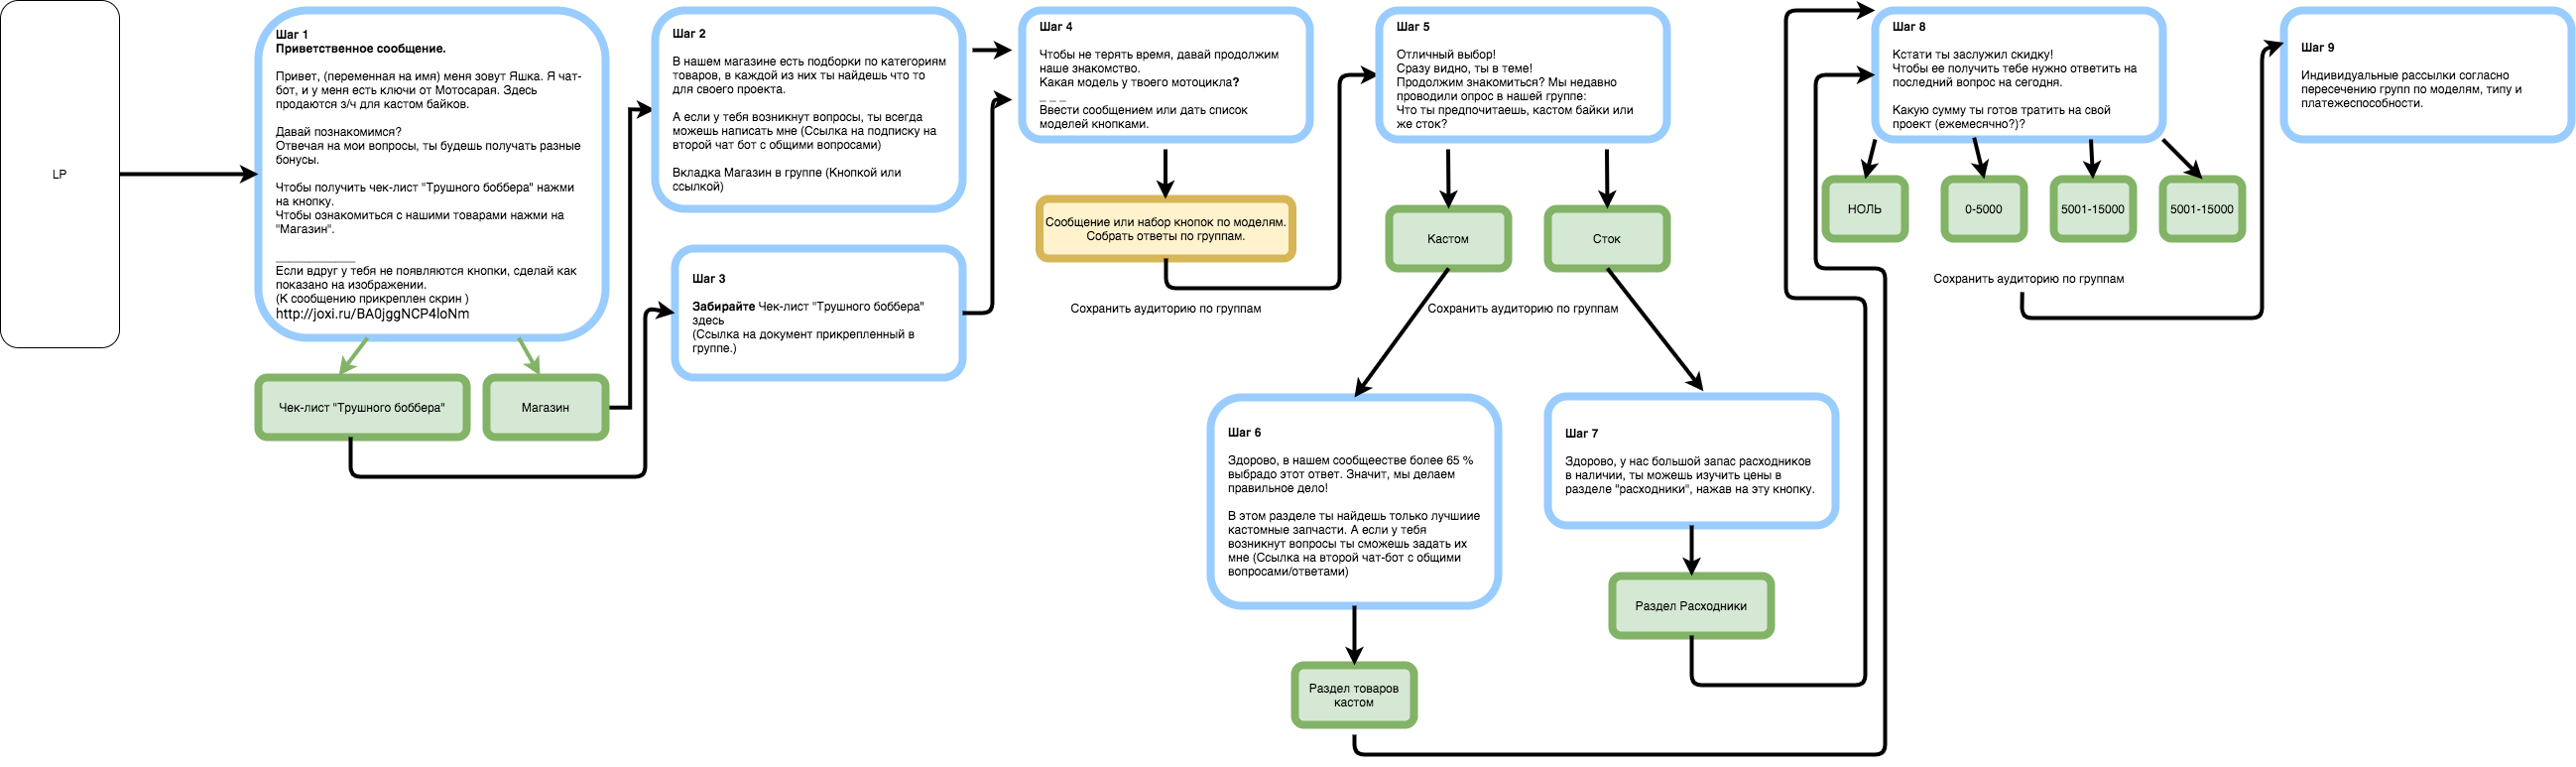 LP
Шаг 1
Приветственное сообщение.
Привет, (переменная на имя) меня зовут Яшка. Я чат-
бот, и у меня есть ключи от Мотосарая. Здесь
продаются з/ч для кастом байков.
Давай познакомимся?
Отвечая на мои вопросы, ты будешь получать разные
бонусы.
Чтобы получить чек-лист "Трушного боббера" нажми
на кнопку.
Чтобы ознакомиться с нашими товарами нажми на
"Магазин".
____________
Если вдруг у тебя не появляются кнопки, сделай как
показано на изображении.
(К сообщению прикреплен скрин )
http://joxi.ru/BA0jggNCP4loNm
Чек-лист "Трушного боббера"
Магазин
Шаг 2
В нашем магазине есть подборки по категориям
товаров, в каждой из них ты найдешь что то
для своего проекта.
А если у тебя возникнут вопросы, ты всегда
можешь написать мне (Ссылка на подписку на
второй чат бот с общими вопросами)
Вкладка Магазин в группе (Кнопкой или
ссылкой)
Шаг 3
Забирайте Чек-лист "Трушного боббера"
здесь
(Ссылка на документ прикрепленный в
группе.)
Шаг 4
Чтобы не терять время, давай продолжим
наше знакомство.
Какая модель у твоего мотоцикла?
_ _ _
Ввести сообщением или дать список
моделей кнопками.
Сообщение или набор кнопок по моделям.
Собрать ответы по группам.
Сохранить аудиторию по группам
Шаг 5
Отличный выбор!
Сразу видно, ты в теме!
Продолжим знакомиться? Мы недавно
проводили опрос в нашей группе:
Что ты предпочитаешь, кастом байки или
же сток?
Кастом
Сток
Сохранить аудиторию по группам
Шаг 6
Здорово, в нашем сообщеестве более 65 %
выбрадо этот ответ. Значит, мы делаем
правильное дело!
В этом разделе ты найдешь только лучшиие
кастомные запчасти. А если у тебя
возникнут вопросы ты сможешь задать их
мне (Ссылка на второй чат-бот с общими
вопросами/ответами)
Раздел товаров
кастом
Шаг 7
Здорово, у нас большой запас расходников
в наличии, ты можешь изучить цены в
разделе "расходники", нажав на эту кнопку.
Раздел Расходники
Шаг 8
Кстати ты заслужил скидку!
Чтобы ее получить тебе нужно ответить на
последний вопрос на сегодня.
Какую сумму ты готов тратить на свой
проект (ежемесячно?)?
НОЛЬ
0-5000
5001-15000
5001-15000
Сохранить аудиторию по группам
Шаг 9
Индивидуальные рассылки согласно
пересечению групп по моделям, типу и
платежеспособности.